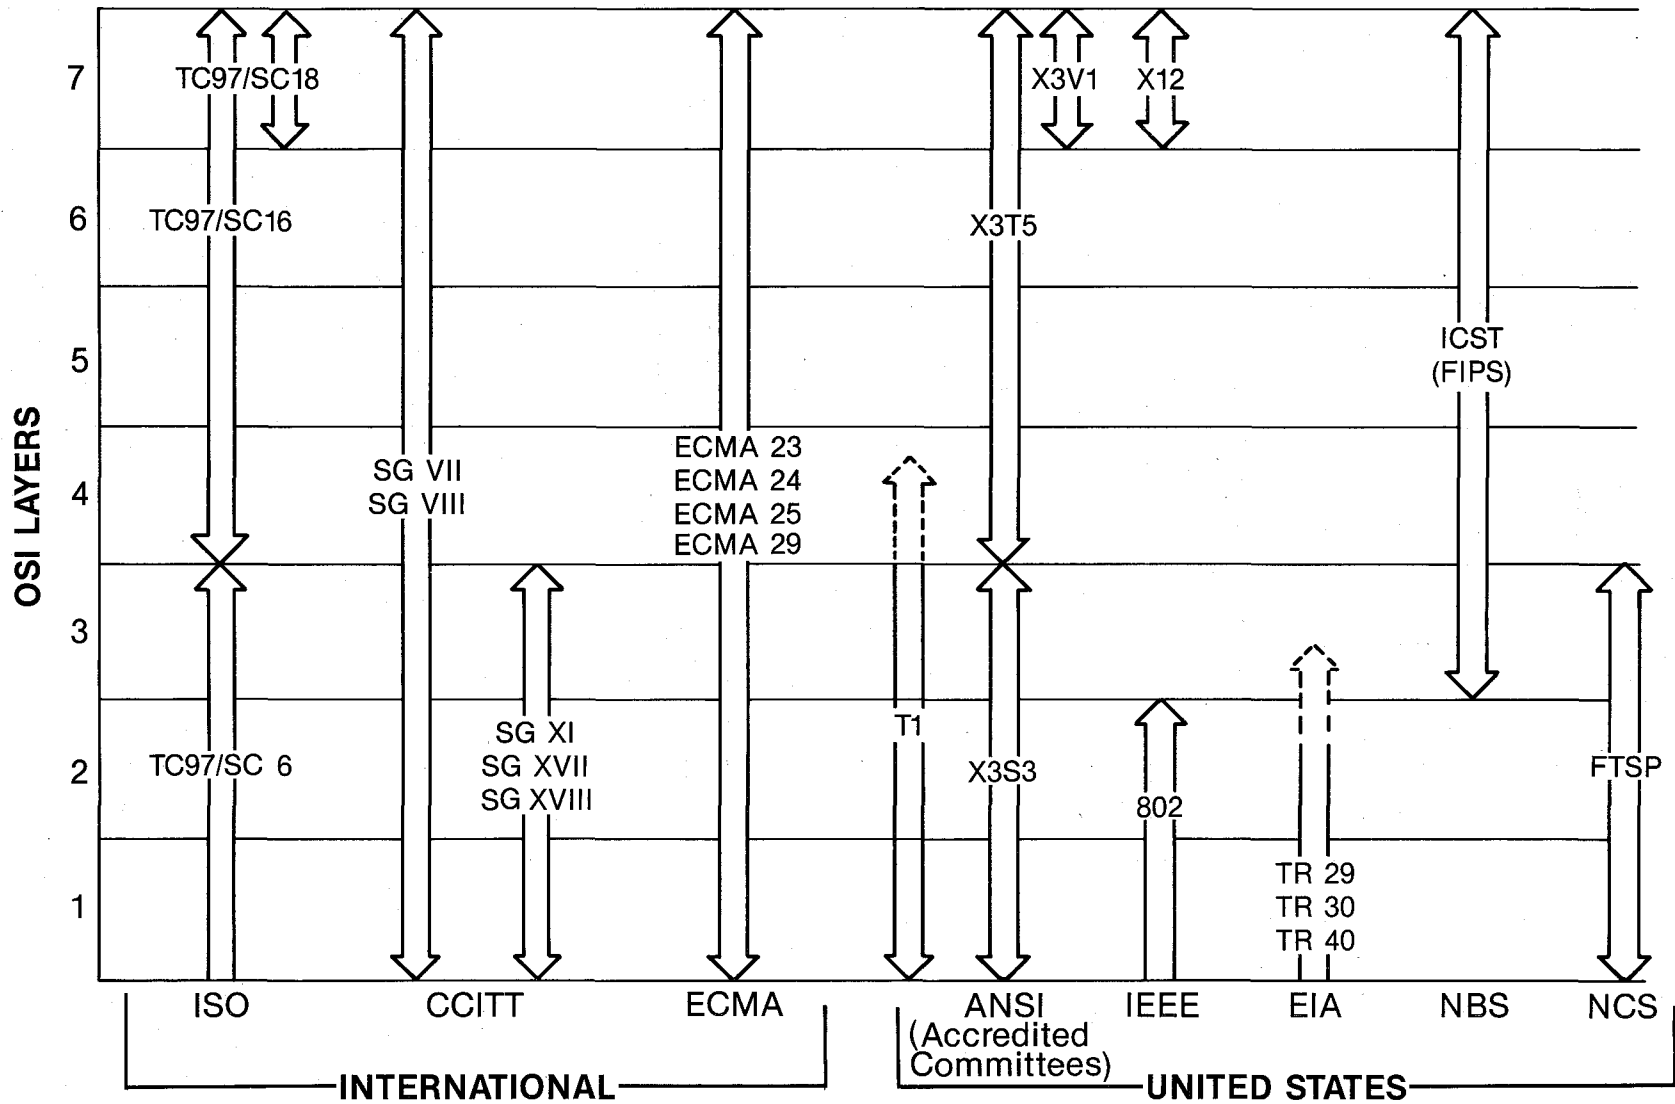 OSI LAYERS
7
6
5
4
3
2
1
TC97/SC18
X3V1
X12
TC97/SC16
X3T5
ICST
(FIPS)
SG VII
SG VIII
ECMA 23
ECMA 24
ECMA 25
ECMA 29
TC97/SC 6
SG XI
SG XVII
SG XVIII
T1
X3S3
802
FTSP
TR 29
TR 30
TR 40
ISO
CCITT
ECMA
ANSI
(Accredited
Committees)
IEEE
EIA
NBS
NCS
INTERNATIONAL
UNITED STATES